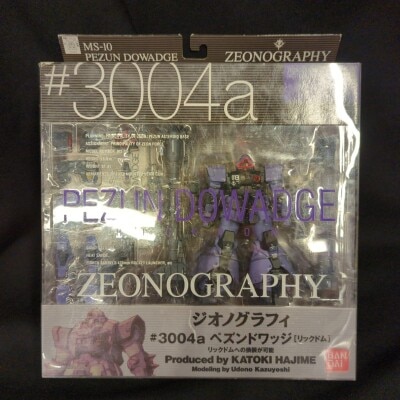 MS-10
PEZUN DOWADGE
ZEONOGRAPHY
#3004a
PEZUN DOWADGE
ZEONOGRAPHY
ジオノグラフィ
#3004a ペズンドワッジ[リックドム]
リックドムへの換装が可能
Produced by KATOKI HAJIME
Modeling by Udono Kazuyoshi
BAN
DAI